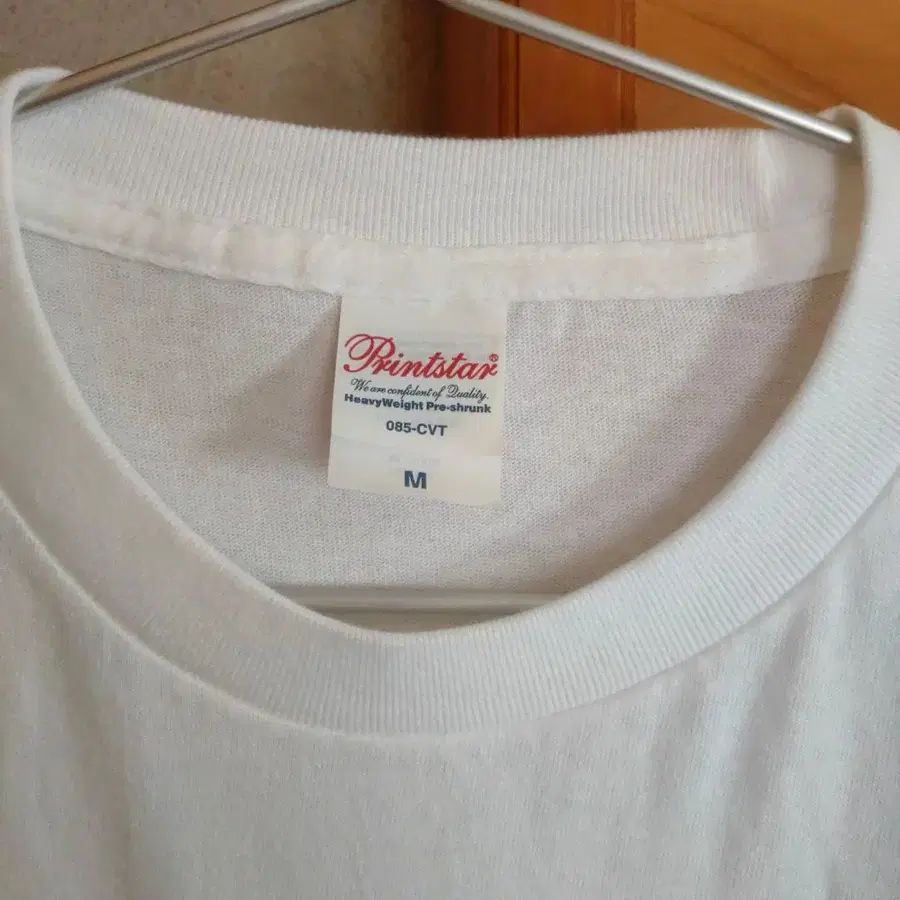 Printstar®
We are confident of Quality.
HeavyWeight Pre-shrunk
085-CVT
M